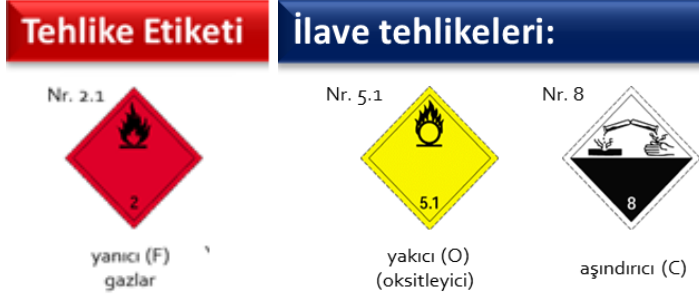 Tehlike Etiketi
İlave tehlikeleri:
Nr. 2.1
Nr. 5.1
Nr. 8
2
5.1
8
yanıcı (F)
gazlar
yakıcı (O)
(oksitleyici)
aşındırıcı (C)